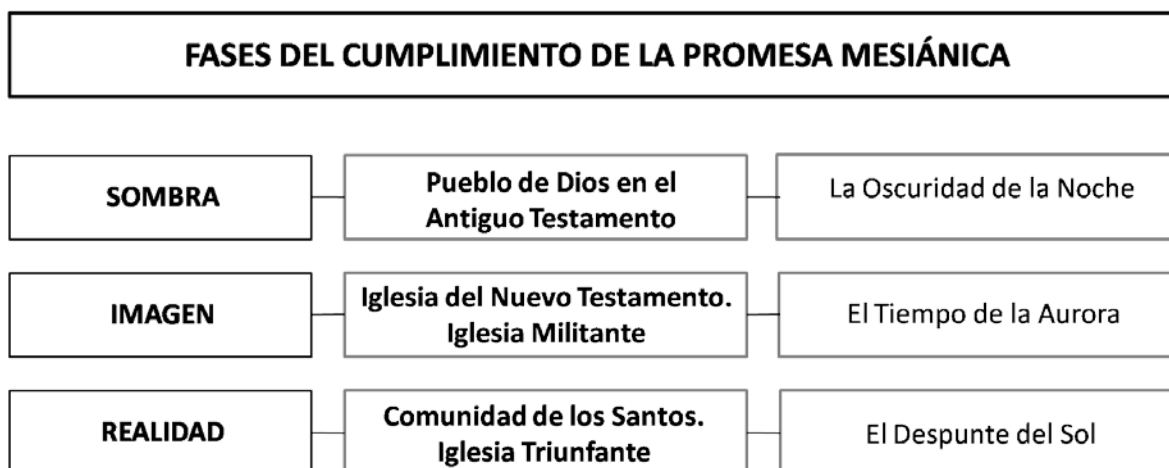 FASES DEL CUMPLIMIENTO DE LA PROMESA MESIÁNICA
SOMBRA
Pueblo de Dios en el
Antiguo Testamento
La Oscuridad de la Noche
IMAGEN
Iglesia del Nuevo Testamento.
Iglesia Militante
El Tiempo de la Aurora
REALIDAD
Comunidad de los Santos.
Iglesia Triunfante
El Despunte del Sol